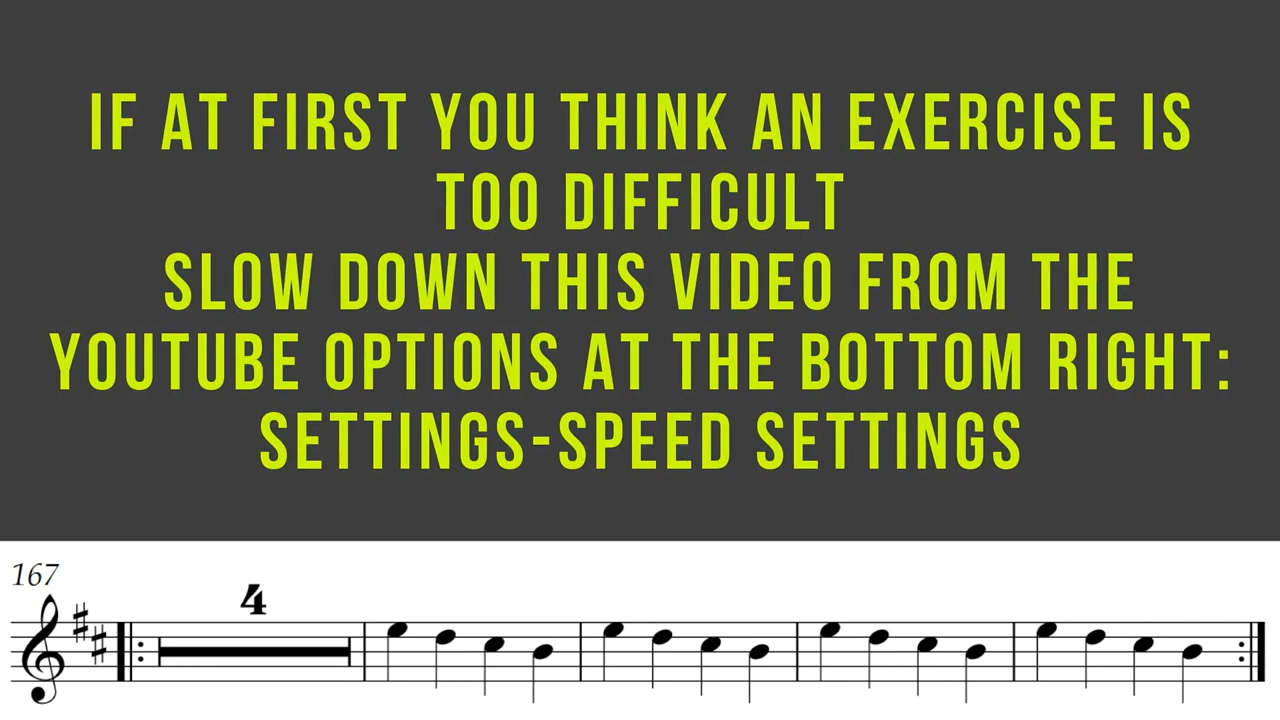 IF AT FIRST YOU THINK AN EXERCISE IS
TOO DIFFICULT
SLOW DOWN THIS VIDEO FROM THE
YOUTUBE OPTIONS AT THE BOTTOM RIGHT:
SETTINGS-SPEED SETTINGS
167
4